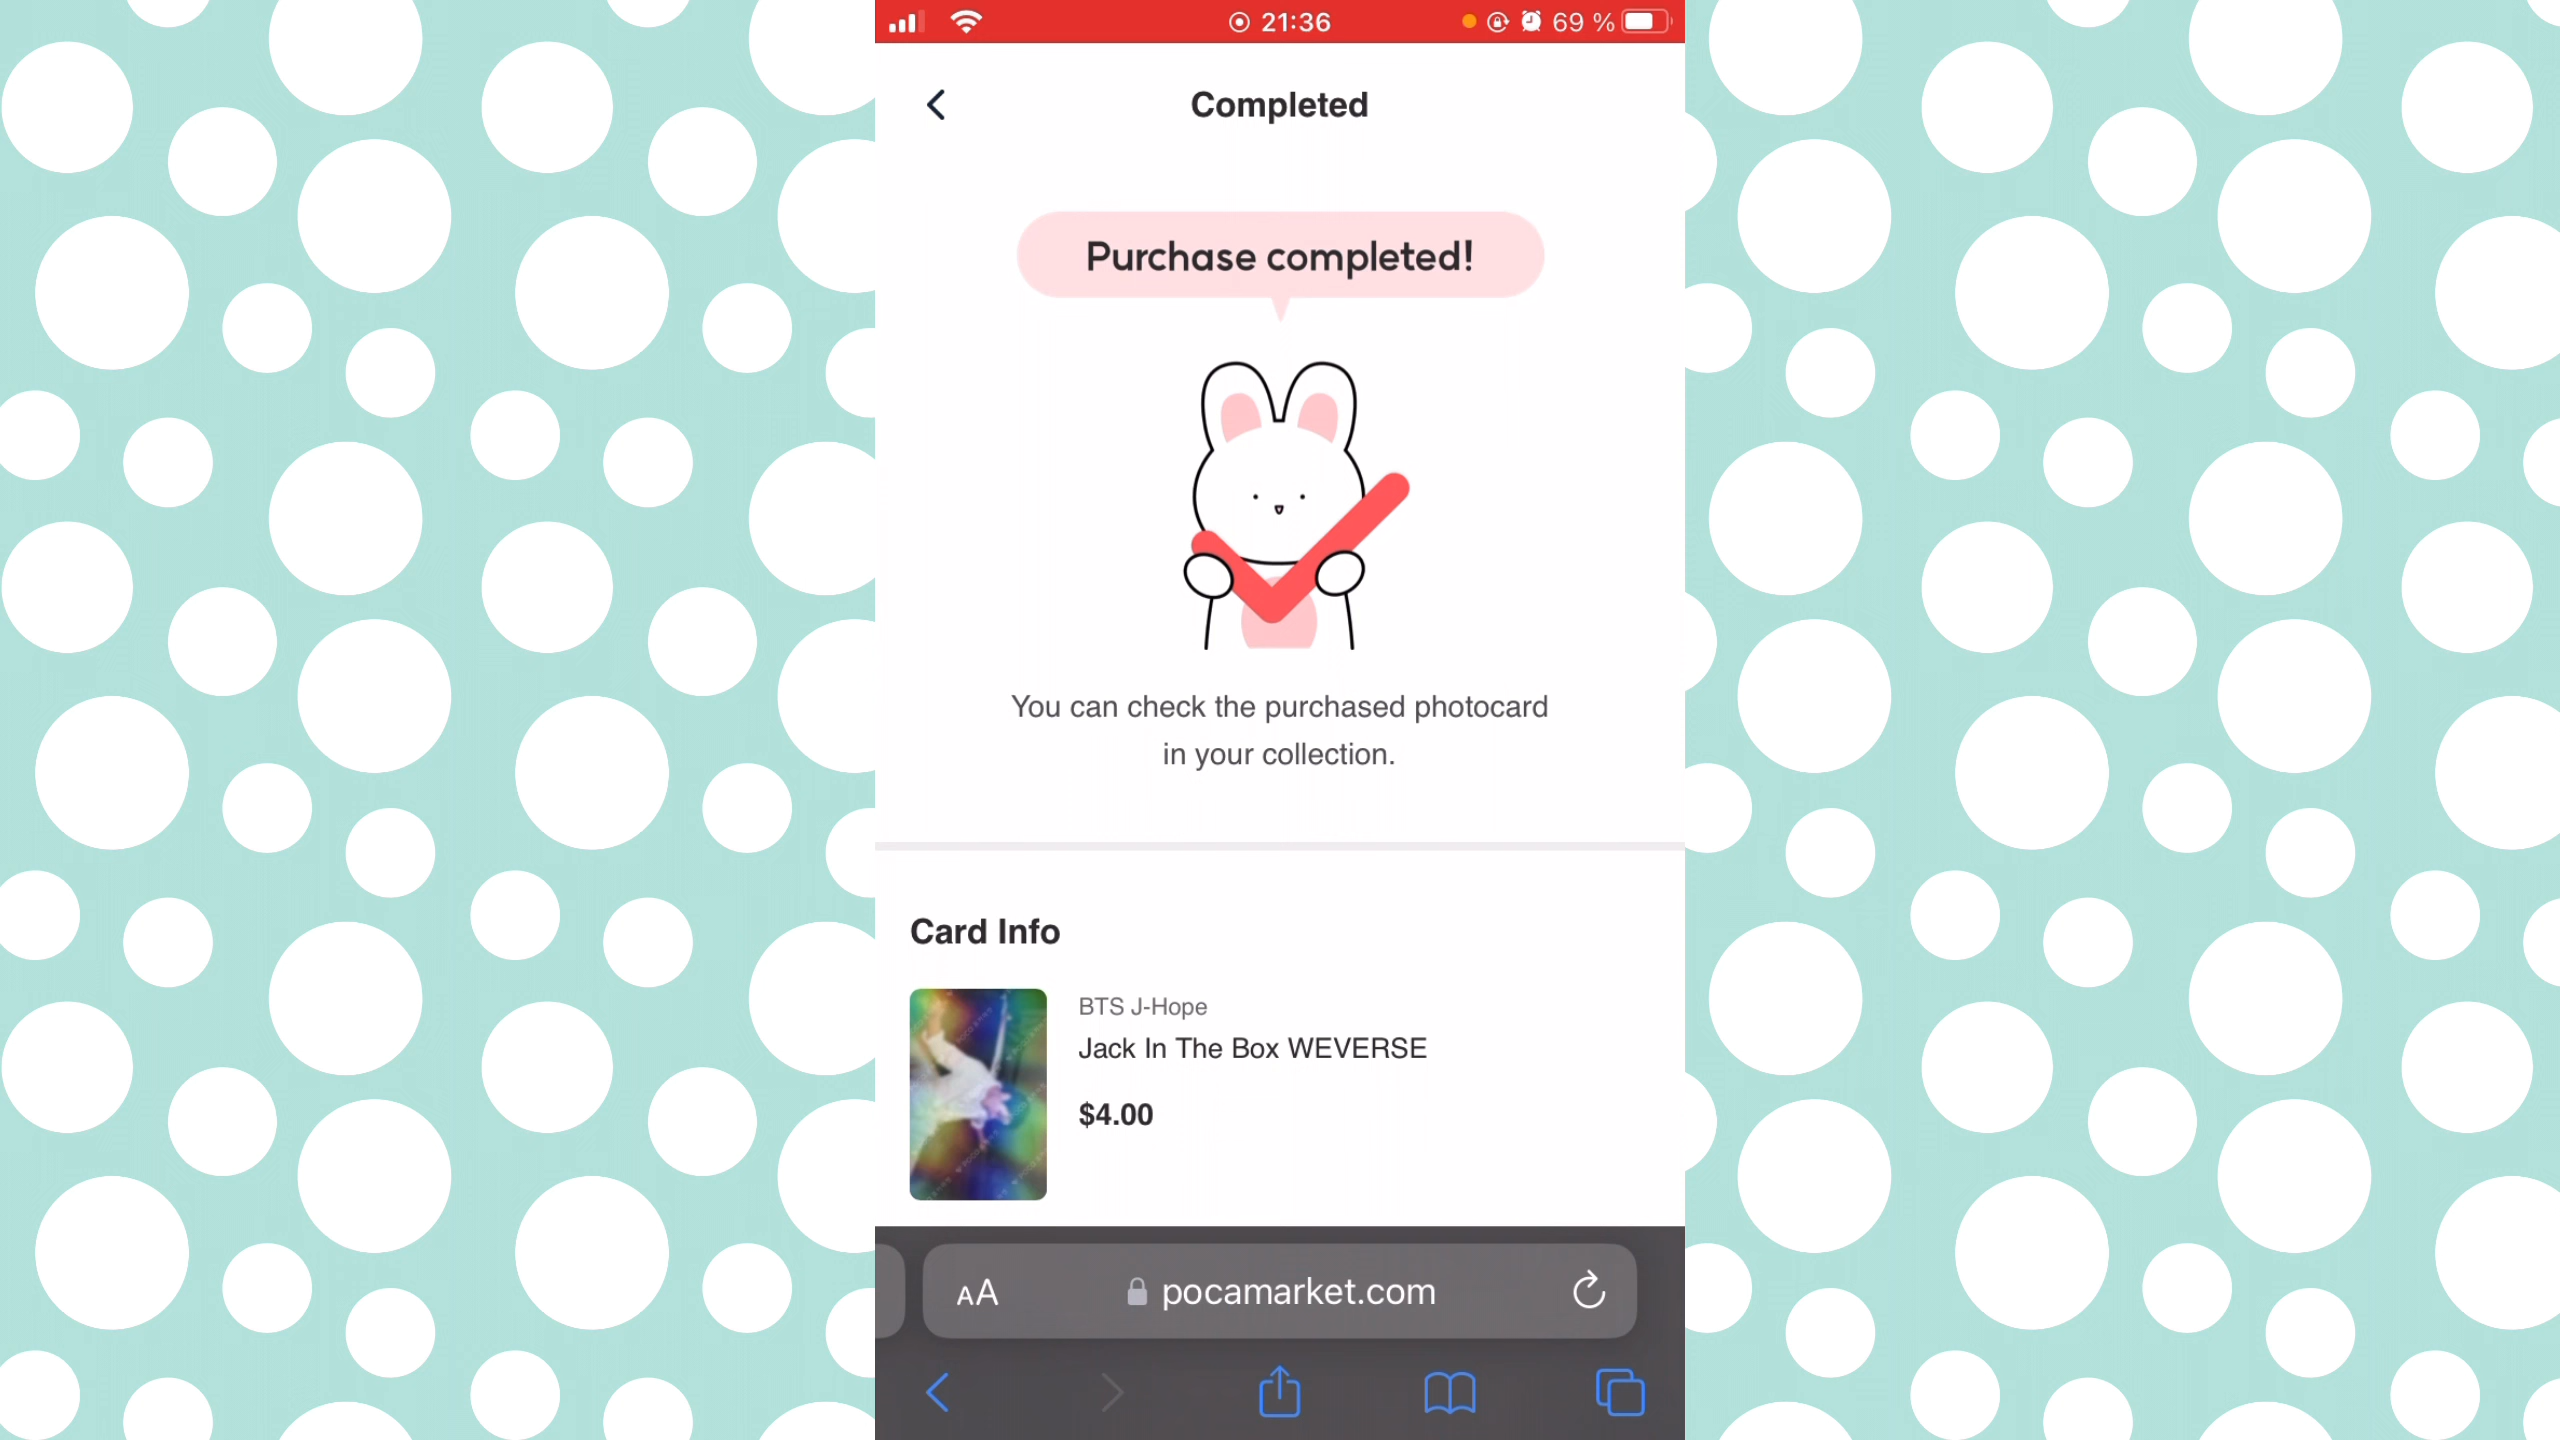 21:36
69 %
Completed
Purchase completed!
You can check the purchased photocard
in your collection.
Card Info
BTS J-Hope
Jack In The Box WEVERSE
$4.00
AA
pocamarket.com